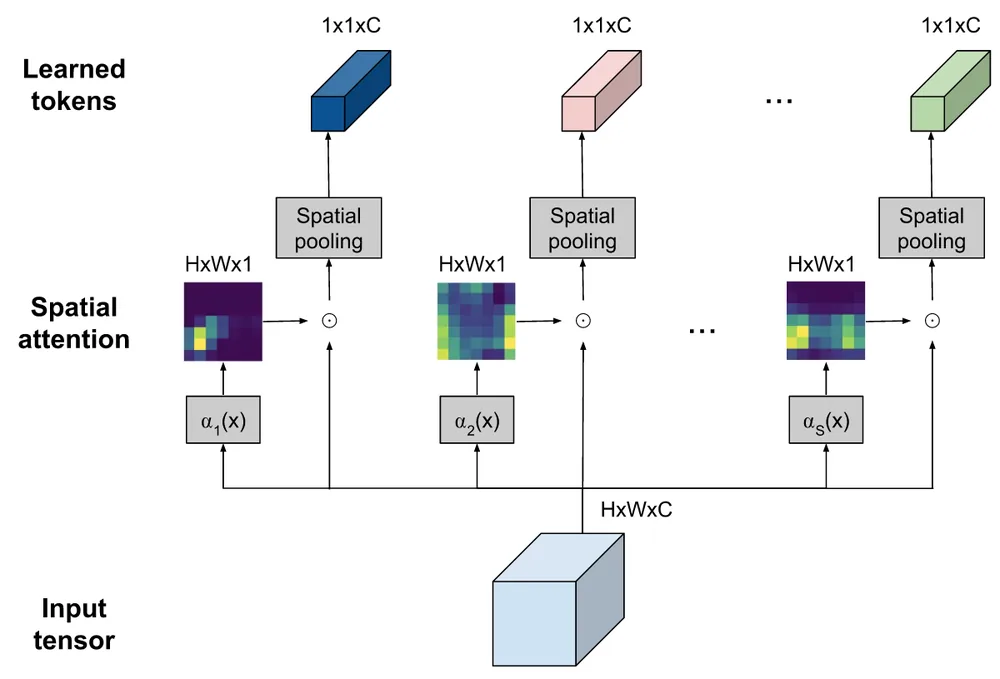 1x1xC
1x1xC
1x1xC
Learned
tokens
...
Spatial
pooling
Spatial
pooling
Spatial
pooling
HxWx1
HxWx1
HxWx1
Spatial
attention
...
α1(x)
α2(x)
αS(x)
HxWxC
Input
tensor